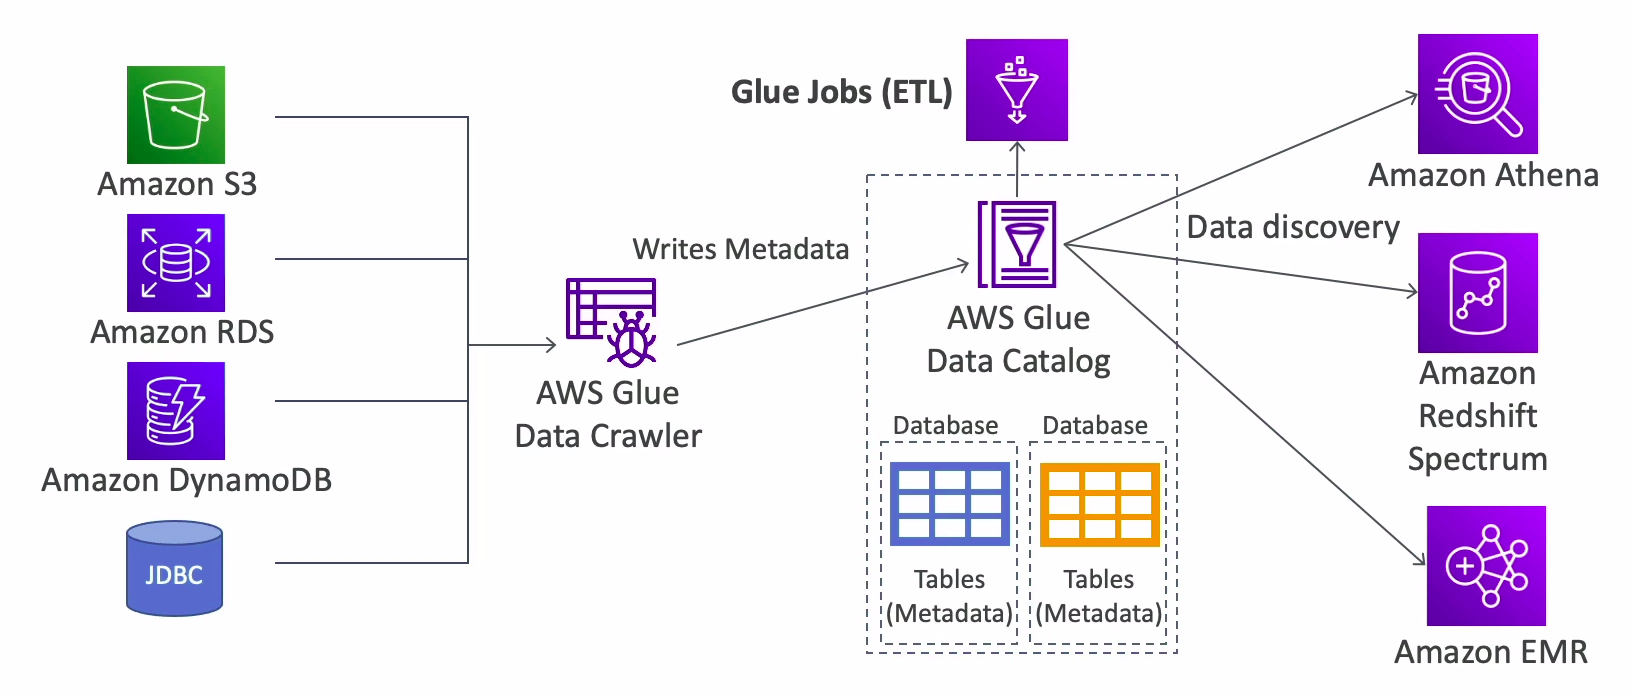 Amazon S3
Amazon RDS
Amazon DynamoDB
JDBC
AWS Glue
Data Crawler
Writes Metadata
Glue Jobs (ETL)
AWS Glue
Data Catalog
Database
Tables
(Metadata)
Database
Tables
(Metadata)
Data discovery
Amazon Athena
Amazon
Redshift
Spectrum
Amazon EMR